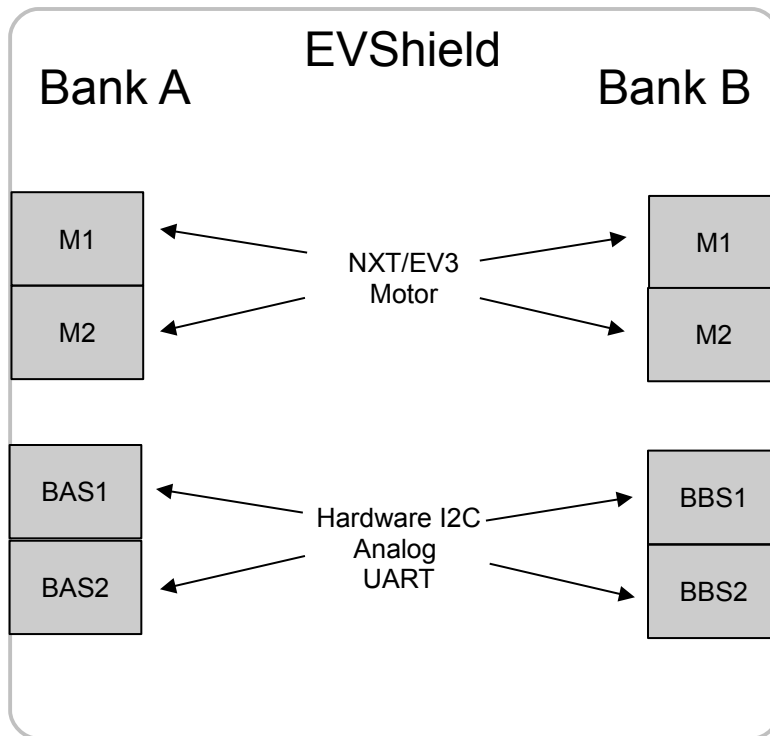 EVShield
Bank A
Bank B
M1
M2
NXT/EV3
Motor
M1
M2
BAS1
BAS2
Hardware I2C
Analog
UART
BBS1
BBS2